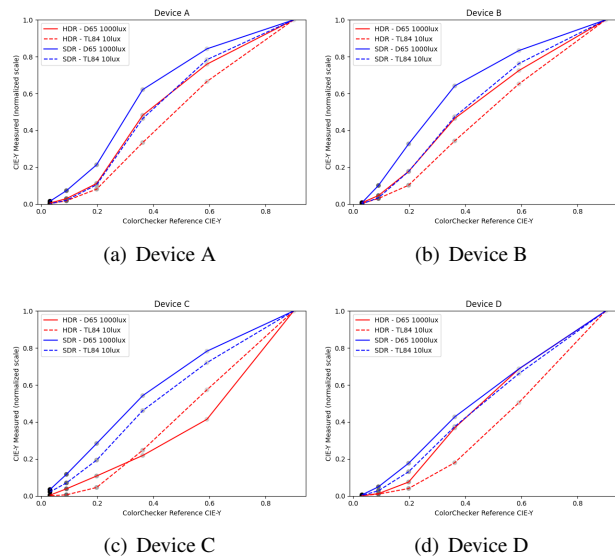 Device A
HDR - D65 1000lux
HDR - TL84 10lux
SDR - D65 1000lux
SDR - TL84 10lux
CIE-Y Measured (normalized scale)
1.0
0.8
0.6
0.4
0.2
0.0
0.0 0.2 0.4 0.6 0.8
ColorChecker Reference CIE-Y
(a) Device A
Device B
HDR - D65 1000lux
HDR - TL84 10lux
SDR - D65 1000lux
SDR - TL84 10lux
CIE-Y Measured (normalized scale)
1.0
0.8
0.6
0.4
0.2
0.0
0.0 0.2 0.4 0.6 0.8
ColorChecker Reference CIE-Y
(b) Device B
Device C
HDR - D65 1000lux
HDR - TL84 10lux
SDR - D65 1000lux
SDR - TL84 10lux
CIE-Y Measured (normalized scale)
1.0
0.8
0.6
0.4
0.2
0.0
0.0 0.2 0.4 0.6 0.8
ColorChecker Reference CIE-Y
(c) Device C
Device D
HDR - D65 1000lux
HDR - TL84 10lux
SDR - D65 1000lux
SDR - TL84 10lux
CIE-Y Measured (normalized scale)
1.0
0.8
0.6
0.4
0.2
0.0
0.0 0.2 0.4 0.6 0.8
ColorChecker Reference CIE-Y
(d) Device D